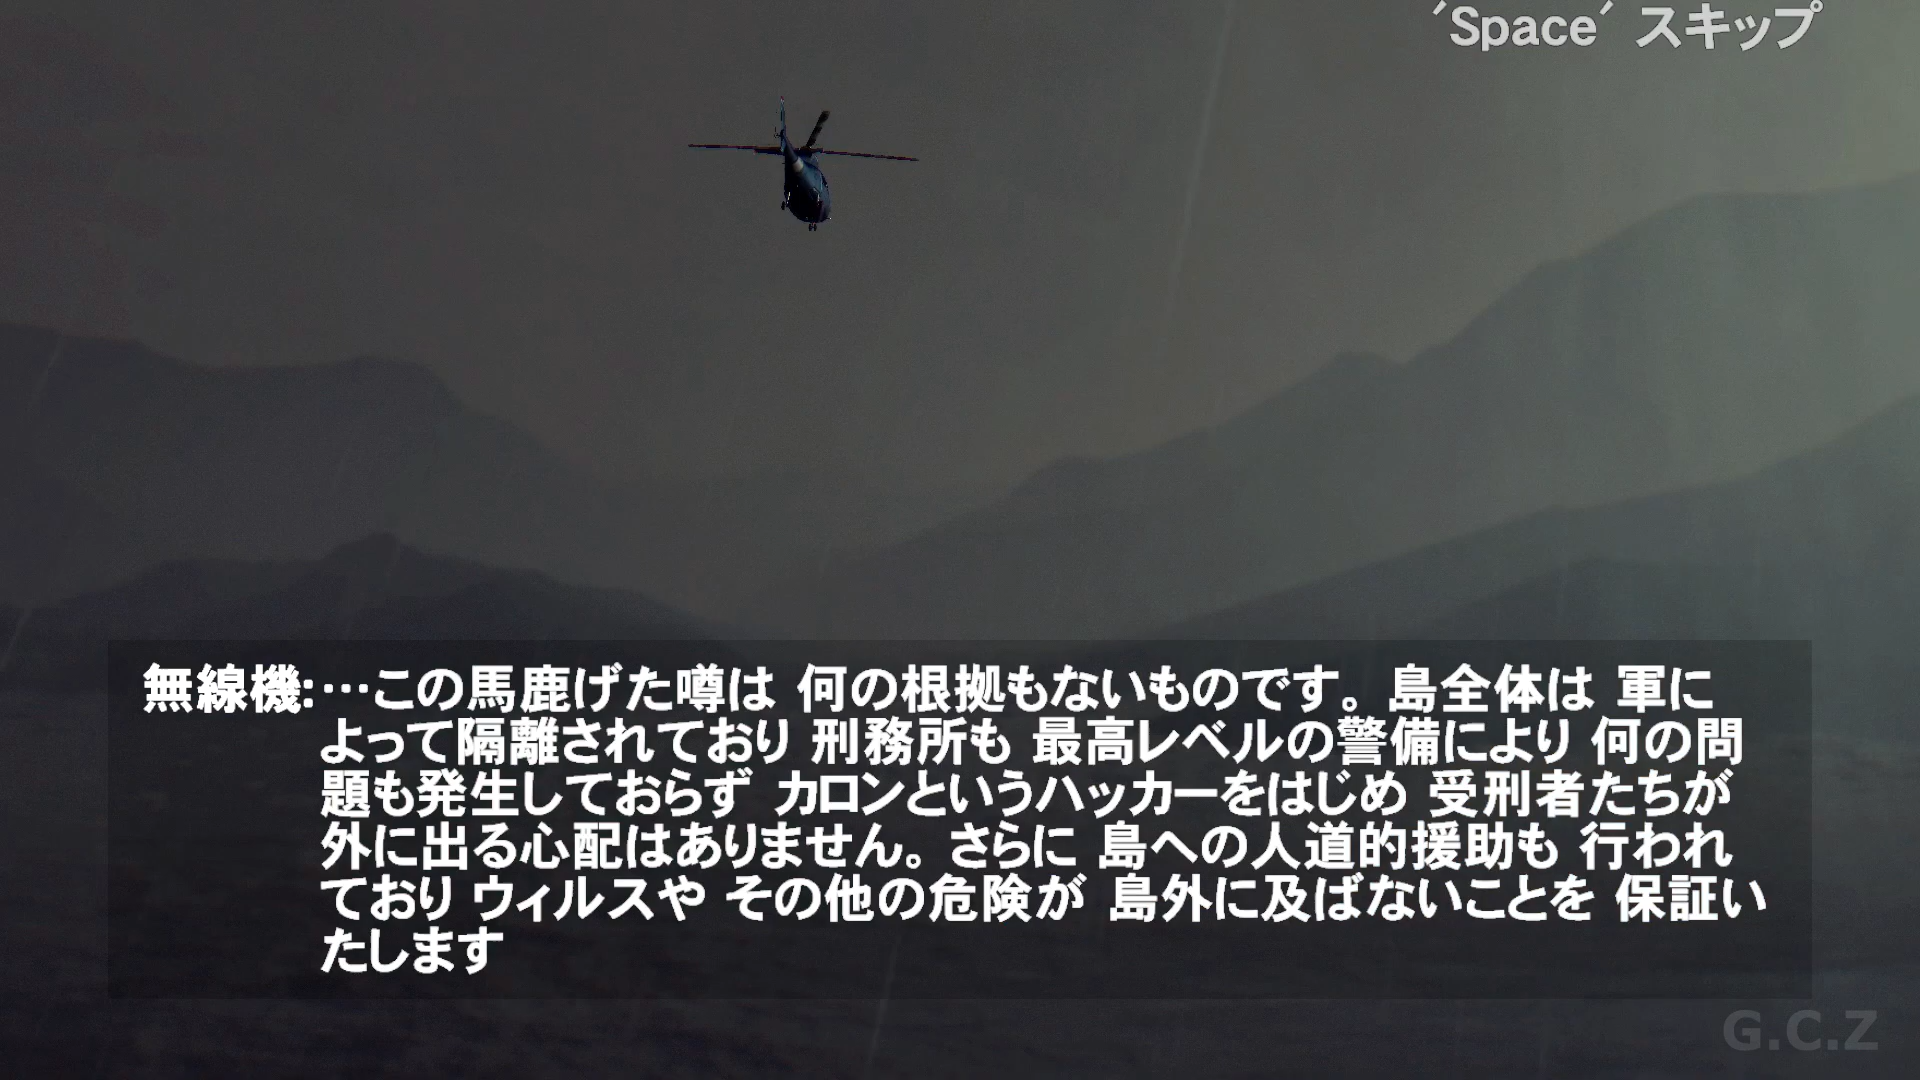 'Space' スキップ
無線機:…この馬鹿げた噂は 何の根拠もないものです。島全体は 軍に
よって隔離されており 刑務所も 最高レベルの警備により 何の問
題も発生しておらず カロンというハッカーをはじめ 受刑者たちが
外に出る心配はありません。さらに 島への人道的援助も 行われ
ており ウィルスや その他の危険が 島外に及ばないことを 保証い
たします
G.C.Z